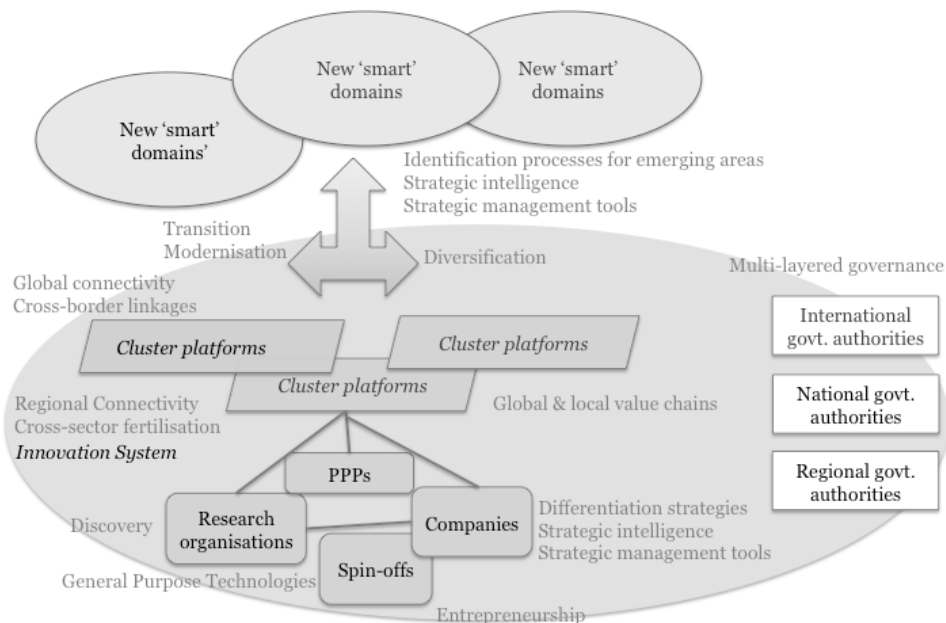 New 'smart'
domains
New 'smart'
domains
New 'smart'
domains'
Identification processes for emerging areas
Strategic intelligence
Strategic management tools
Transition
Modernisation
Diversification
Multi-layered governance
Global connectivity
Cross-border linkages
International
govt. authorities
Cluster platforms
Cluster platforms
Cluster platforms
National govt.
authorities
Regional Connectivity
Cross-sector fertilisation
Innovation System
Global & local value chains
PPPs
Regional govt.
authorities
Research
organisations
Companies
Differentiation strategies
Strategic intelligence
Strategic management tools
Discovery
Spin-offs
General Purpose Technologies
Entrepreneurship